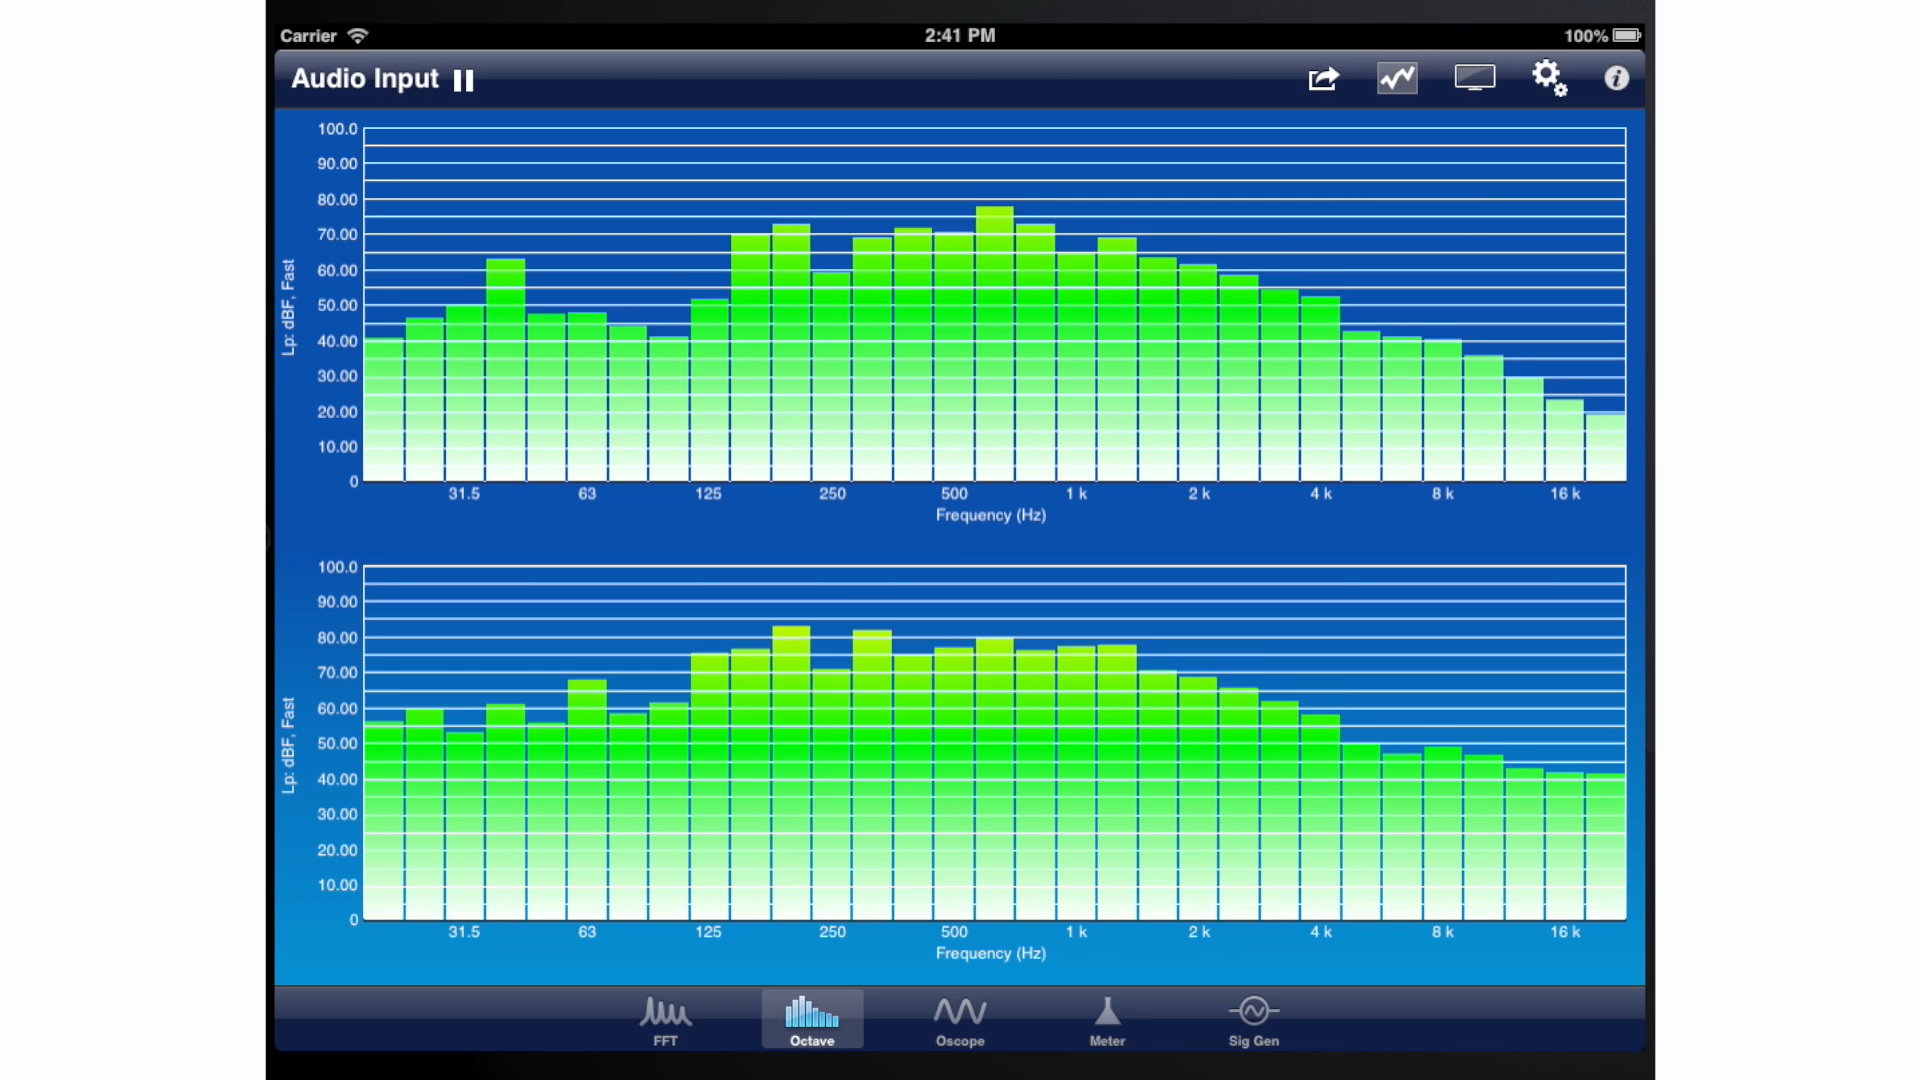 Carrier 2:41 PM 100%
Audio Input
100.0
90.00
80.00
70.00
60.00
50.00
40.00
30.00
20.00
10.00
0
Lp: dBF, Fast
31.5 63 125 250 500 1 k 2 k 4 k 8 k 16 k
Frequency (Hz)
100.0
90.00
80.00
70.00
60.00
50.00
40.00
30.00
20.00
10.00
0
Lp: dBF, Fast
31.5 63 125 250 500 1 k 2 k 4 k 8 k 16 k
Frequency (Hz)
FFT Octave Oscope Meter Sig Gen